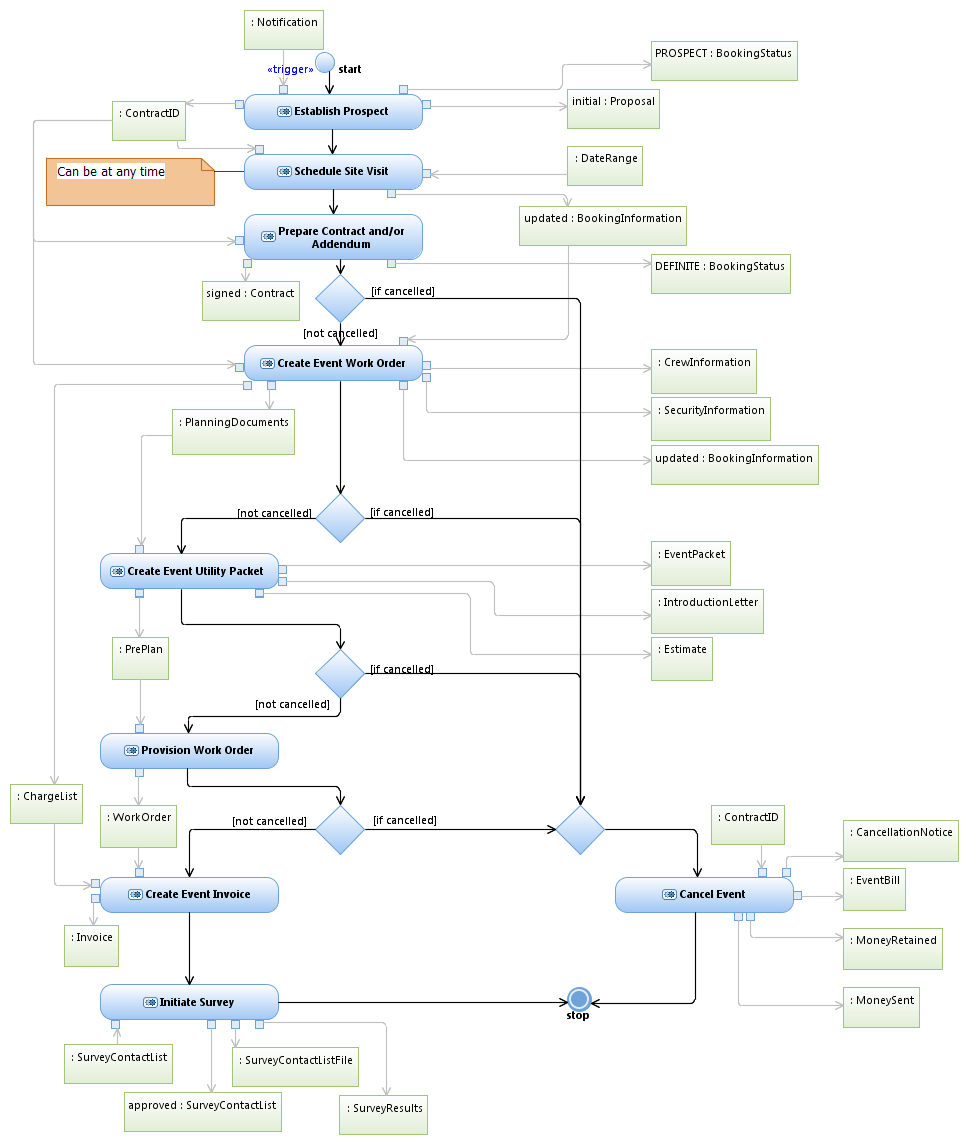 : Notification
«trigger»
start
PROSPECT : BookingStatus
Establish Prospect
initial : Proposal
: ContractID
: DateRange
Can be at any time
Schedule Site Visit
updated : BookingInformation
Prepare Contract and/or
Addendum
DEFINITE : BookingStatus
signed : Contract
[if cancelled]
[not cancelled]
Create Event Work Order
: CrewInformation
: SecurityInformation
: PlanningDocuments
updated : BookingInformation
[not cancelled]
[if cancelled]
: EventPacket
Create Event Utility Packet
: IntroductionLetter
: PrePlan
: Estimate
[if cancelled]
[not cancelled]
Provision Work Order
: ChargeList
: WorkOrder
[not cancelled]
[if cancelled]
: ContractID
: CancellationNotice
: EventBill
Create Event Invoice
Cancel Event
: Invoice
: MoneyRetained
Initiate Survey
: MoneySent
stop
: SurveyContactList
: SurveyContactListFile
approved : SurveyContactList
: SurveyResults